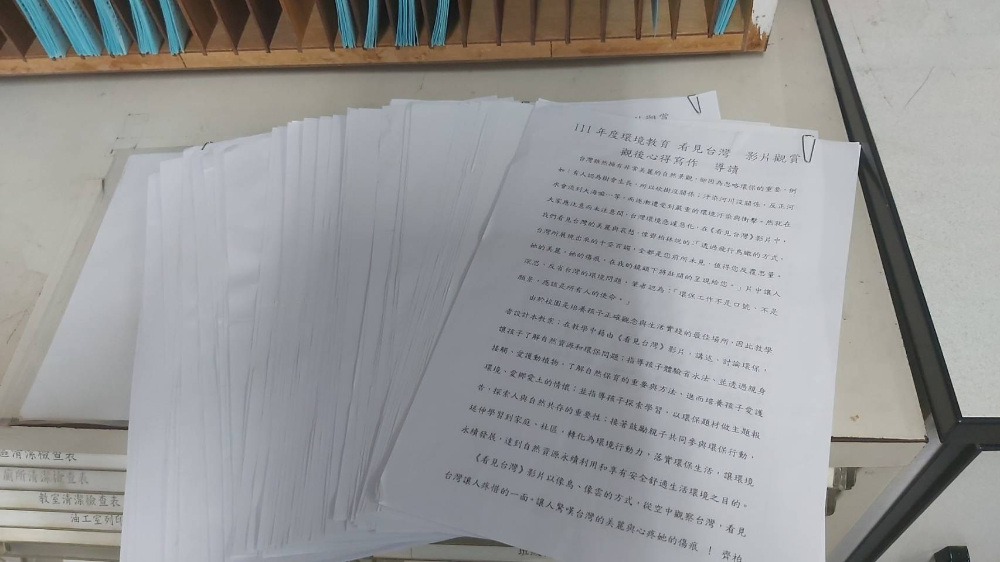 上觀賞
111 年度環境教育 看見台灣 影片觀賞
觀後心得寫作 導讀
台灣雖然擁有非常美麗的自然景觀，卻因為忽略環保的重要，例
如：有人認為樹會生長，所以砍樹沒關係；汙染河川沒關係，反正河
水會流到大海嘛…等，而逐漸遭受到嚴重的環境汙染與衝擊。然就在
大家應注意而未注意間，台灣環境急遽惡化，在《看見台灣》影片中，
我們看見台灣的美麗與哀愁，像齊柏林說的：「透過飛行鳥瞰的方式，
台灣所展現出來的千姿百媚，全都是您前所未見，值得您反覆思量。
她的美麗，她的傷痕，在我的鏡頭下將壯闊的呈現給您。」片中讓人
深思、反省台灣的環境問題，筆者認為：「環保工作不是口號、不是
願景，應該是所有人的使命。」
由於校園是培養孩子正確觀念與生活實踐的最佳場所，因此教學
者設計本教案；在教學中藉由《看見台灣》影片，講述、討論環保，
讓孩子了解自然資源和環保問題；指導孩子體驗省水法、並透過親身
接觸、愛護動植物，了解自然保育的重要與方法、進而培養孩子愛護
環境、愛鄉愛土的情懷；並指導孩子探索學習，以環保題材做主題報
告，探索人與自然共存的重要性；接著鼓勵親子共同參與環保行動，
延伸學習到家庭、社區，轉化為環境行動力，落實環保生活，讓環境
永續發展，達到自然資源永續利用和享有安全舒適生活環境之目的。
《看見台灣》影片以像鳥、像雲的方式，從空中觀察台灣，看見
台灣讓人疼惜的一面。讓人驚嘆台灣的美麗與心疼她的傷痕 ！ 齊柏
區清潔檢查表
廁所清潔檢查表
教室清潔檢查表
油工室列印